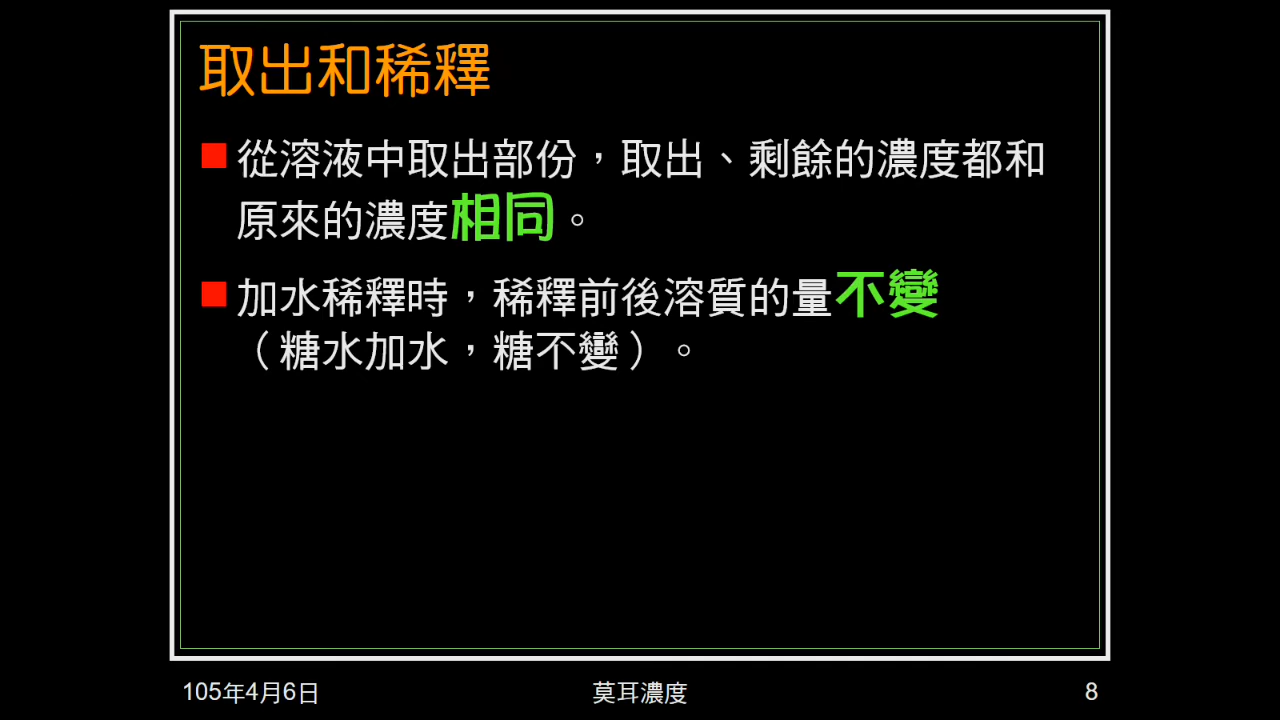 取出和稀釋
從溶液中取出部份，取出、剩餘的濃度都和
原來的濃度相同。
加水稀釋時，稀釋前後溶質的量不變
（糖水加水，糖不變）。
105年4月6日
莫耳濃度
8